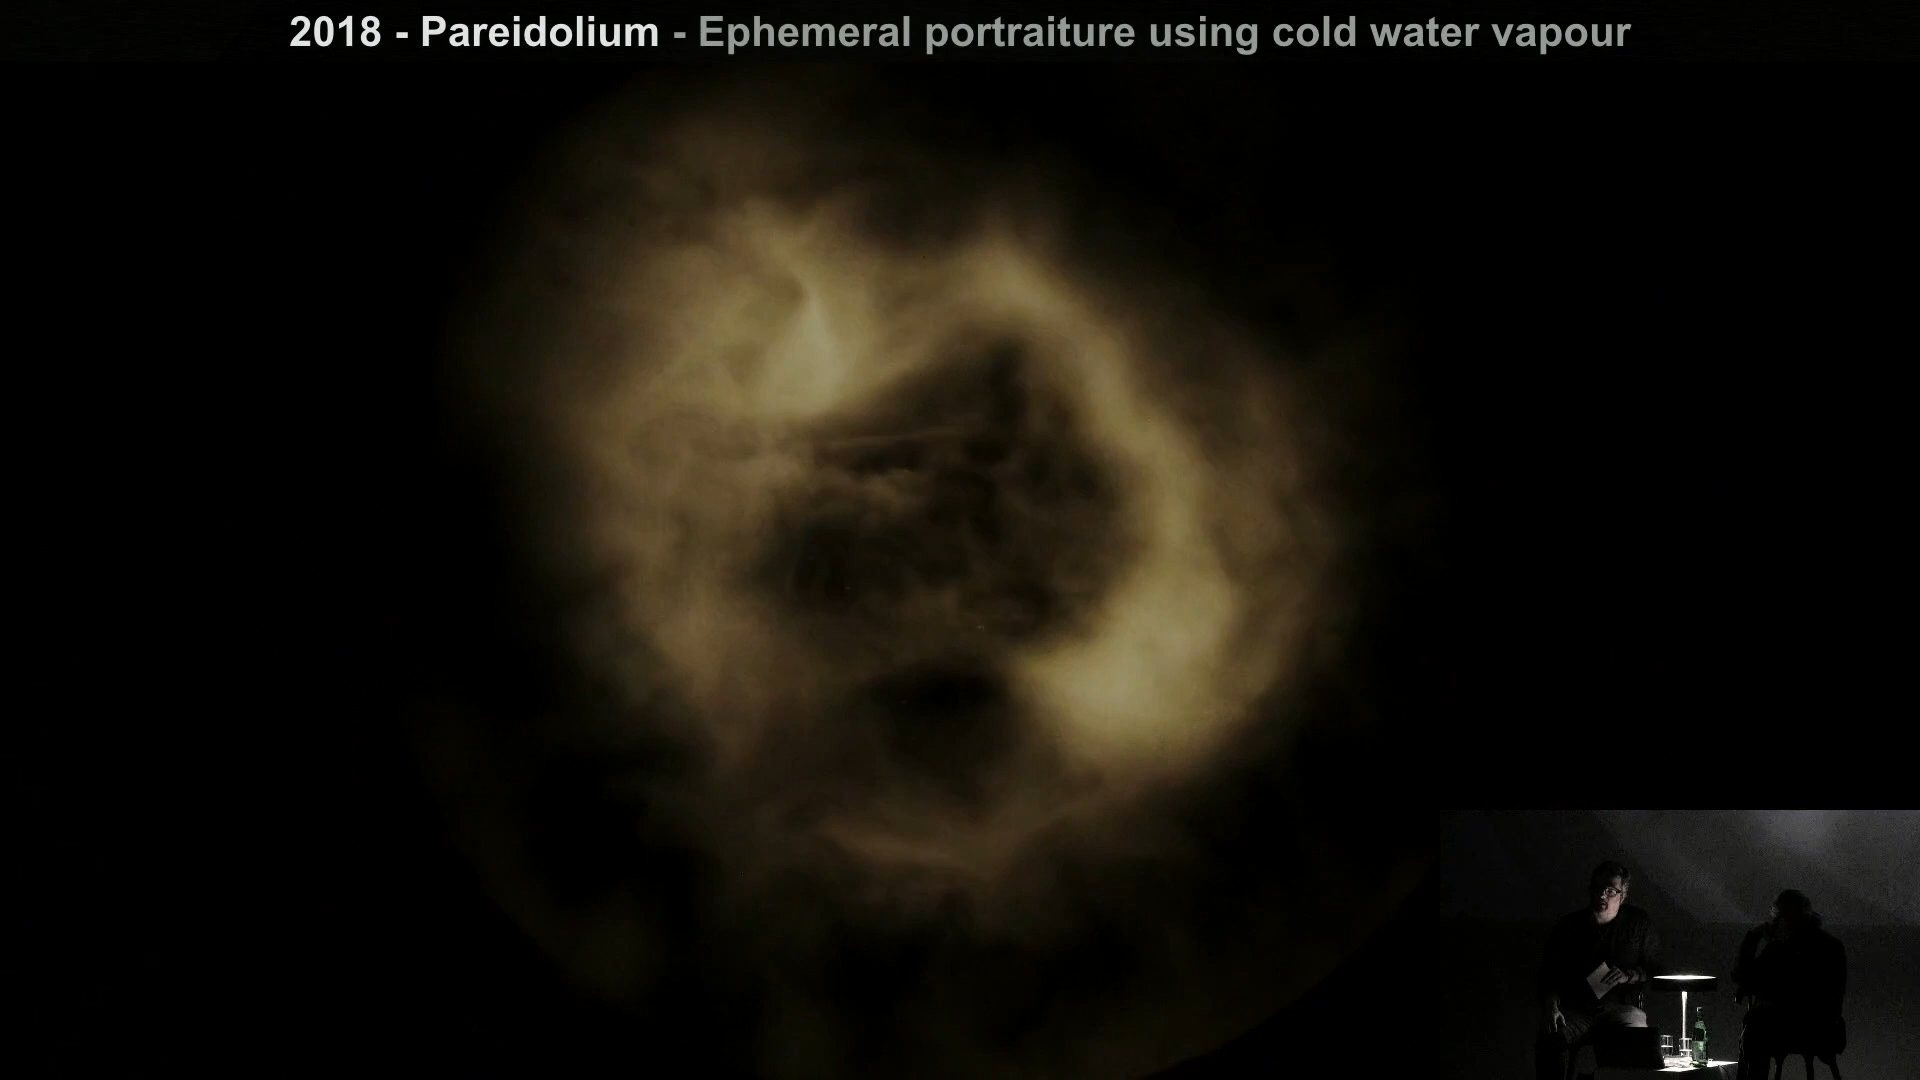 2018 - Pareidolium - Ephemeral portraiture using cold water vapour